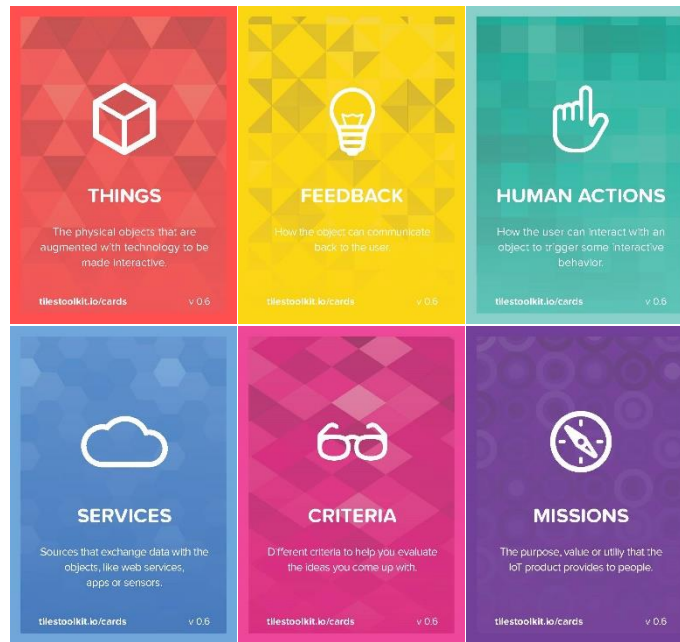 THINGS
The physical objects that are
augmented with technology to be
made interactive.
tilestoolkit.io/cards v 0.6
FEEDBACK
How the object can communicate
back to the user.
tilestoolkit.io/cards v 0.6
HUMAN ACTIONS
How the user can interact with an
object to trigger some interactive
behavior.
tilestoolkit.io/cards v 0.6
SERVICES
Sources that exchange data with the
objects, like web services,
apps or sensors.
tilestoolkit.io/cards v 0.6
CRITERIA
Different criteria to help you evaluate
the ideas you come up with.
tilestoolkit.io/cards v 0.6
MISSIONS
The purpose, value or utiliy that the
IoT product provides to people.
tilestoolkit.io/cards v 0.6